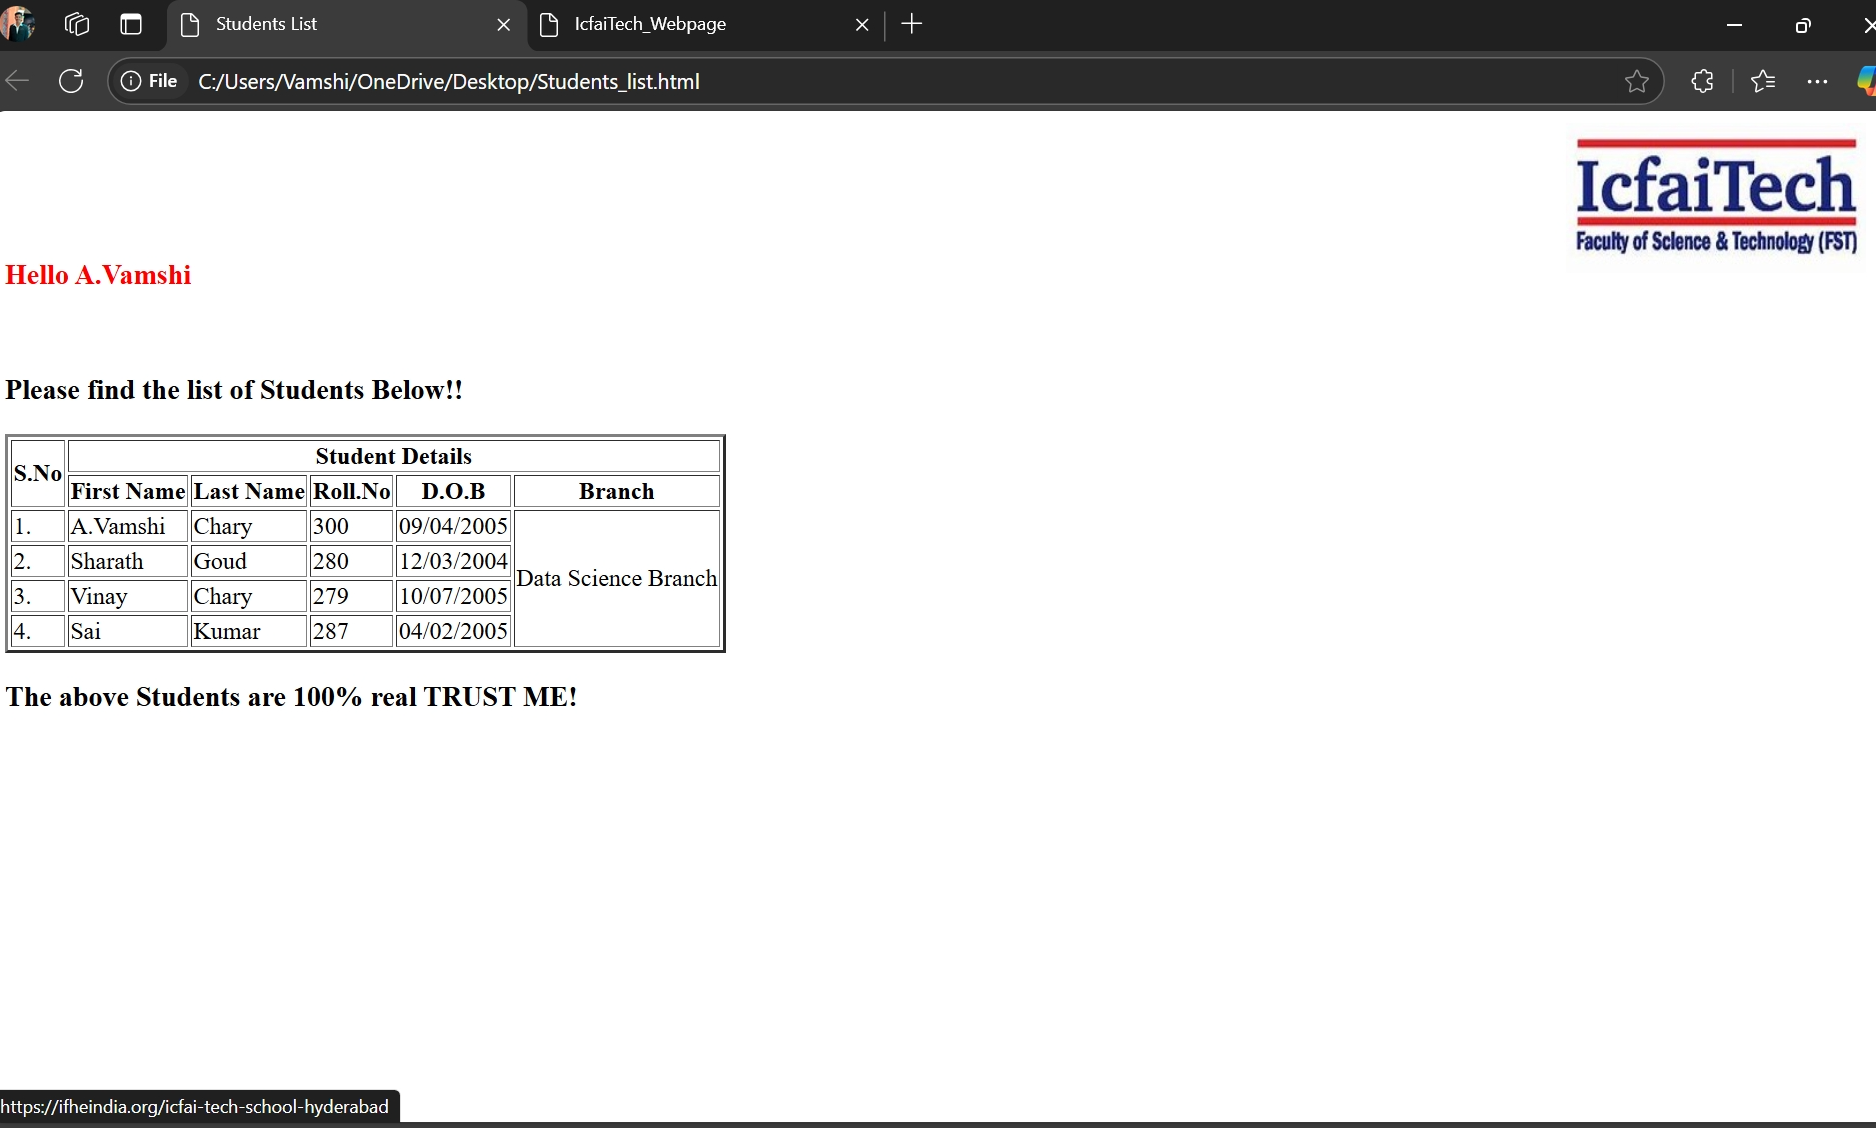 Students List
IcfaiTech_Webpage
File C:/Users/Vamshi/OneDrive/Desktop/Students_list.html
IcfaiTech
Faculty of Science & Technology (FST)
Hello A.Vamshi
Please find the list of Students Below!!
S.No Student Details
First Name Last Name Roll.No D.O.B Branch
1. A.Vamshi Chary 300 09/04/2005
2. Sharath Goud 280 12/03/2004
Data Science Branch
3. Vinay Chary 279 10/07/2005
4. Sai Kumar 287 04/02/2005
The above Students are 100% real TRUST ME!
https://ifheindia.org/icfai-tech-school-hyderabad